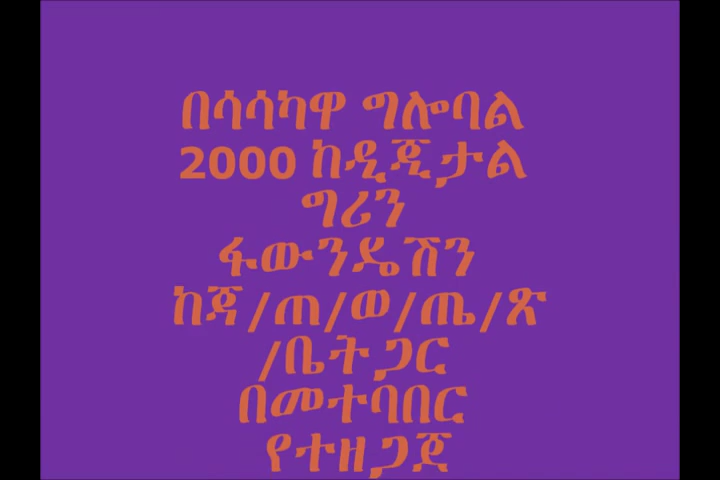 በሳሳካዋ ግሎባል
2000 ከዲጂታል
ግሪን
ፋውንዴሽን
ከጃ/ጠ/ወ/ጤ/ጽ
/ቤት ጋር
በመተባበር
የተዘጋጀ